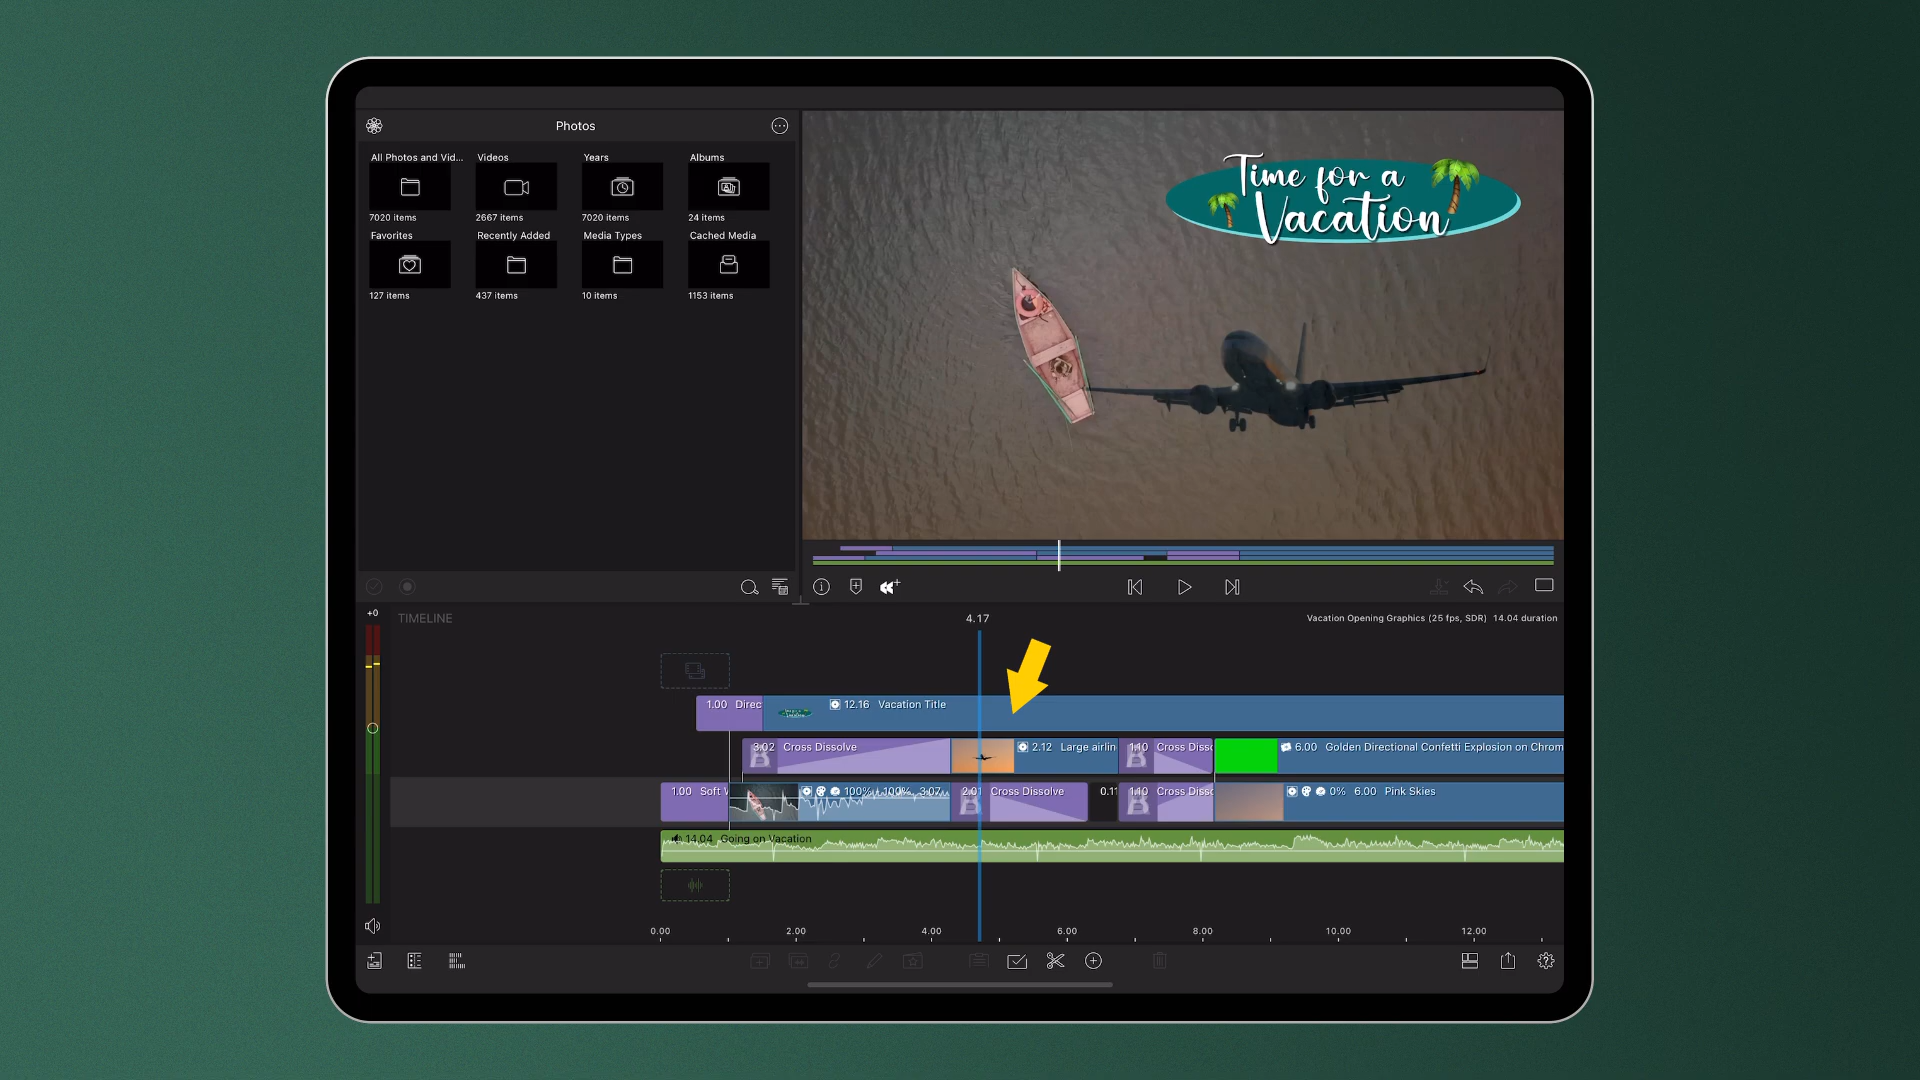 Photos
All Photos and Vid...
Videos
Years
Albums
7020 items
2667 items
7020 items
24 items
Favorites
Recently Added
Media Types
Cached Media
127 items
437 items
10 items
1153 items
Time for a
Vacation
+0
TIMELINE
4.17
Vacation Opening Graphics (25 fps, SDR) 14.04 duration
1.00 Direc
12.16 Vacation Title
3.02 Cross Dissolve
2.12 Large airlin
1.10 Cross Diss
6.00 Golden Directional Confetti Explosion on Chrom
1.00 Soft
100% 100% 3.07
2.01 Cross Dissolve
0.11
1.10 Cross Diss
0% 6.00 Pink Skies
14.04 Going on Vacation
0.00 2.00 4.00 6.00 8.00 10.00 12.00